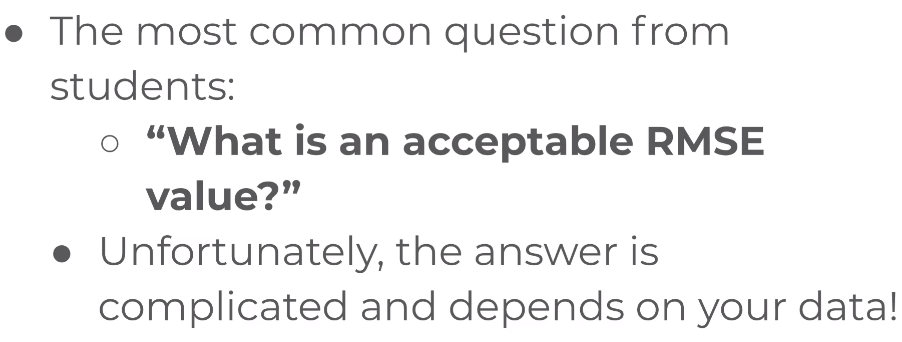 ● The most common question from
students:
○ “What is an acceptable RMSE
value?”
● Unfortunately, the answer is
complicated and depends on your data!